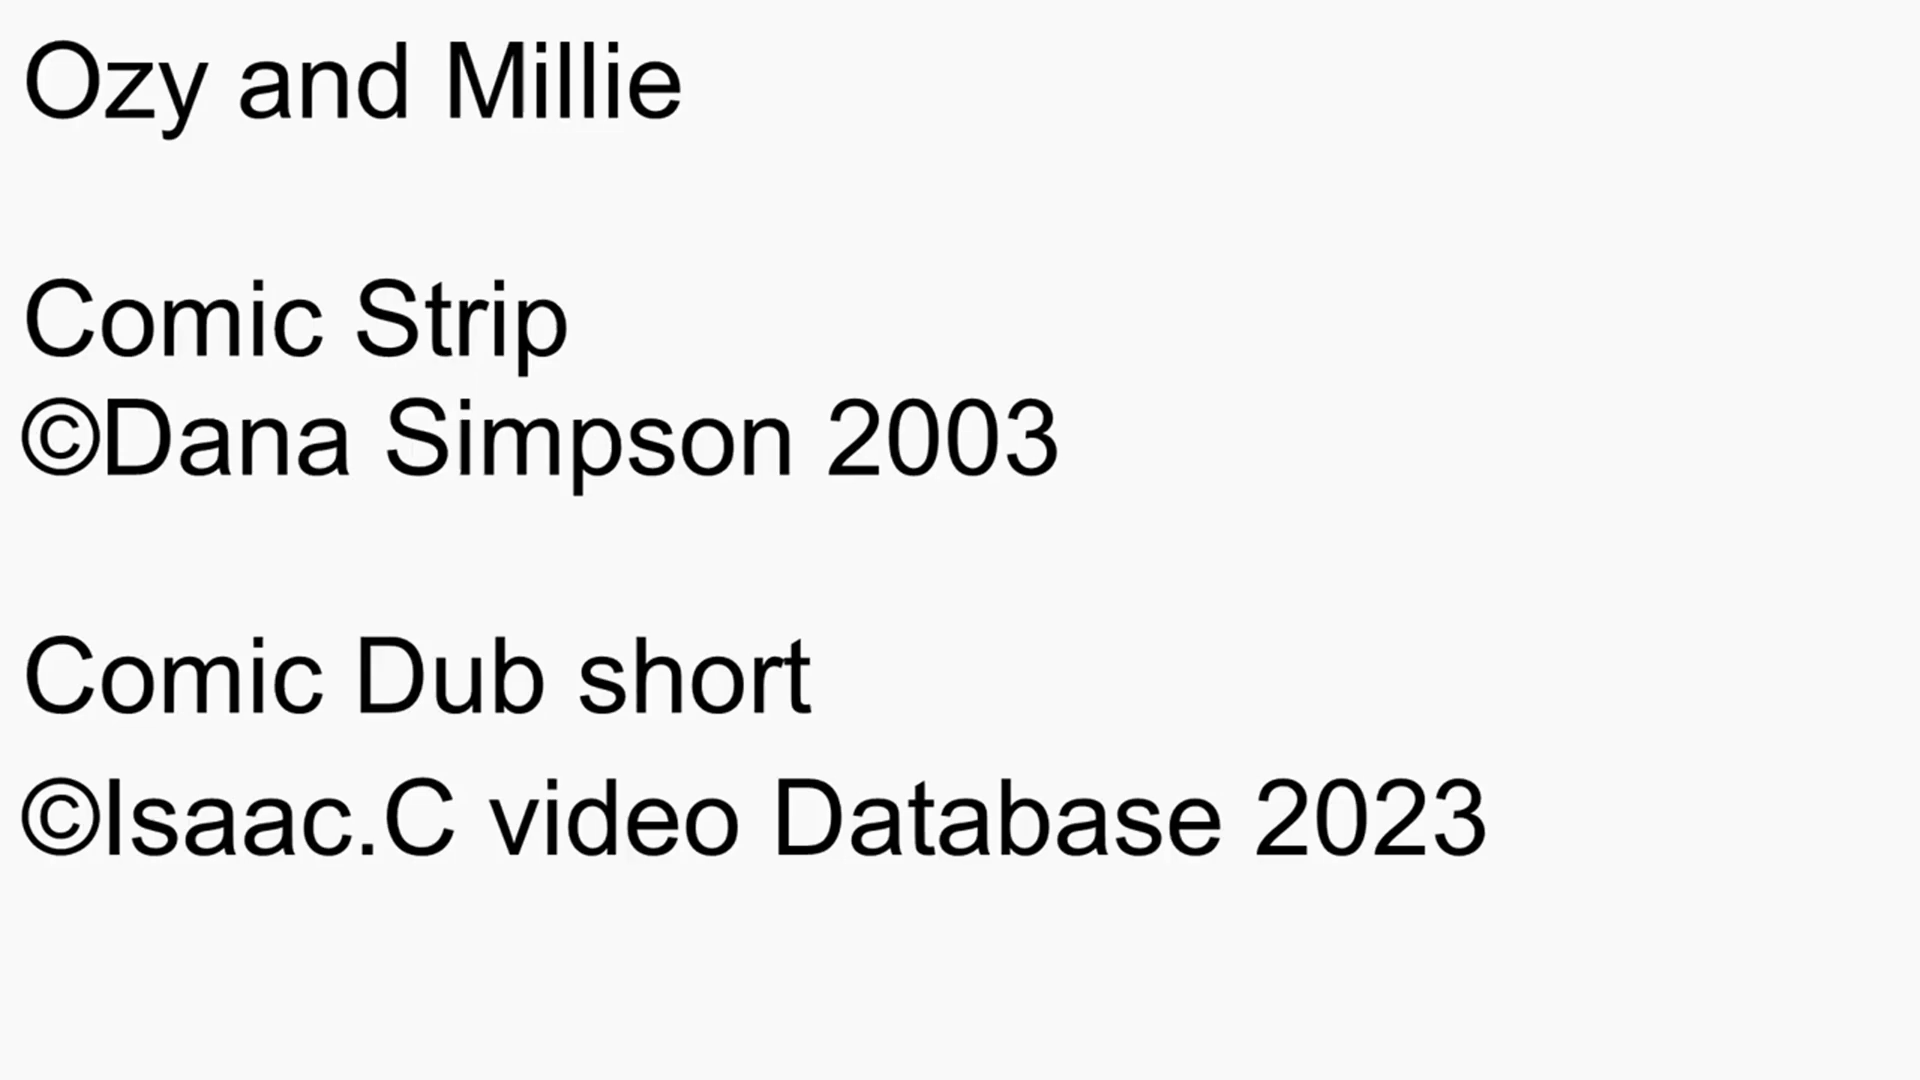 Ozy and Millie
Comic Strip
©Dana Simpson 2003
Comic Dub short
©Isaac.C video Database 2023